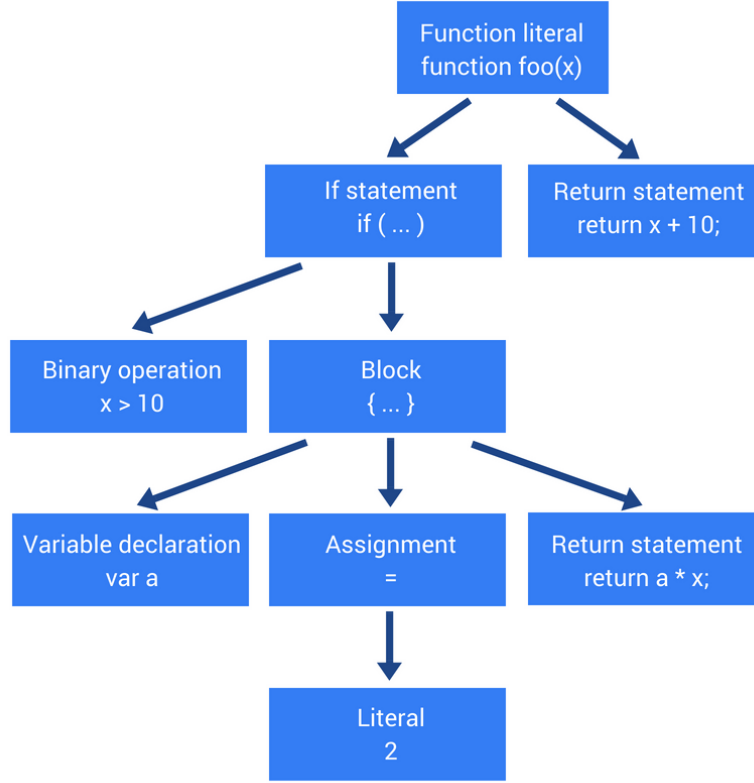 Function literal
function foo(x)
If statement
if ( ... )
Return statement
return x + 10;
Binary operation
x > 10
Block
{ ... }
Variable declaration
var a
Assignment
=
Return statement
return a * x;
Literal
2